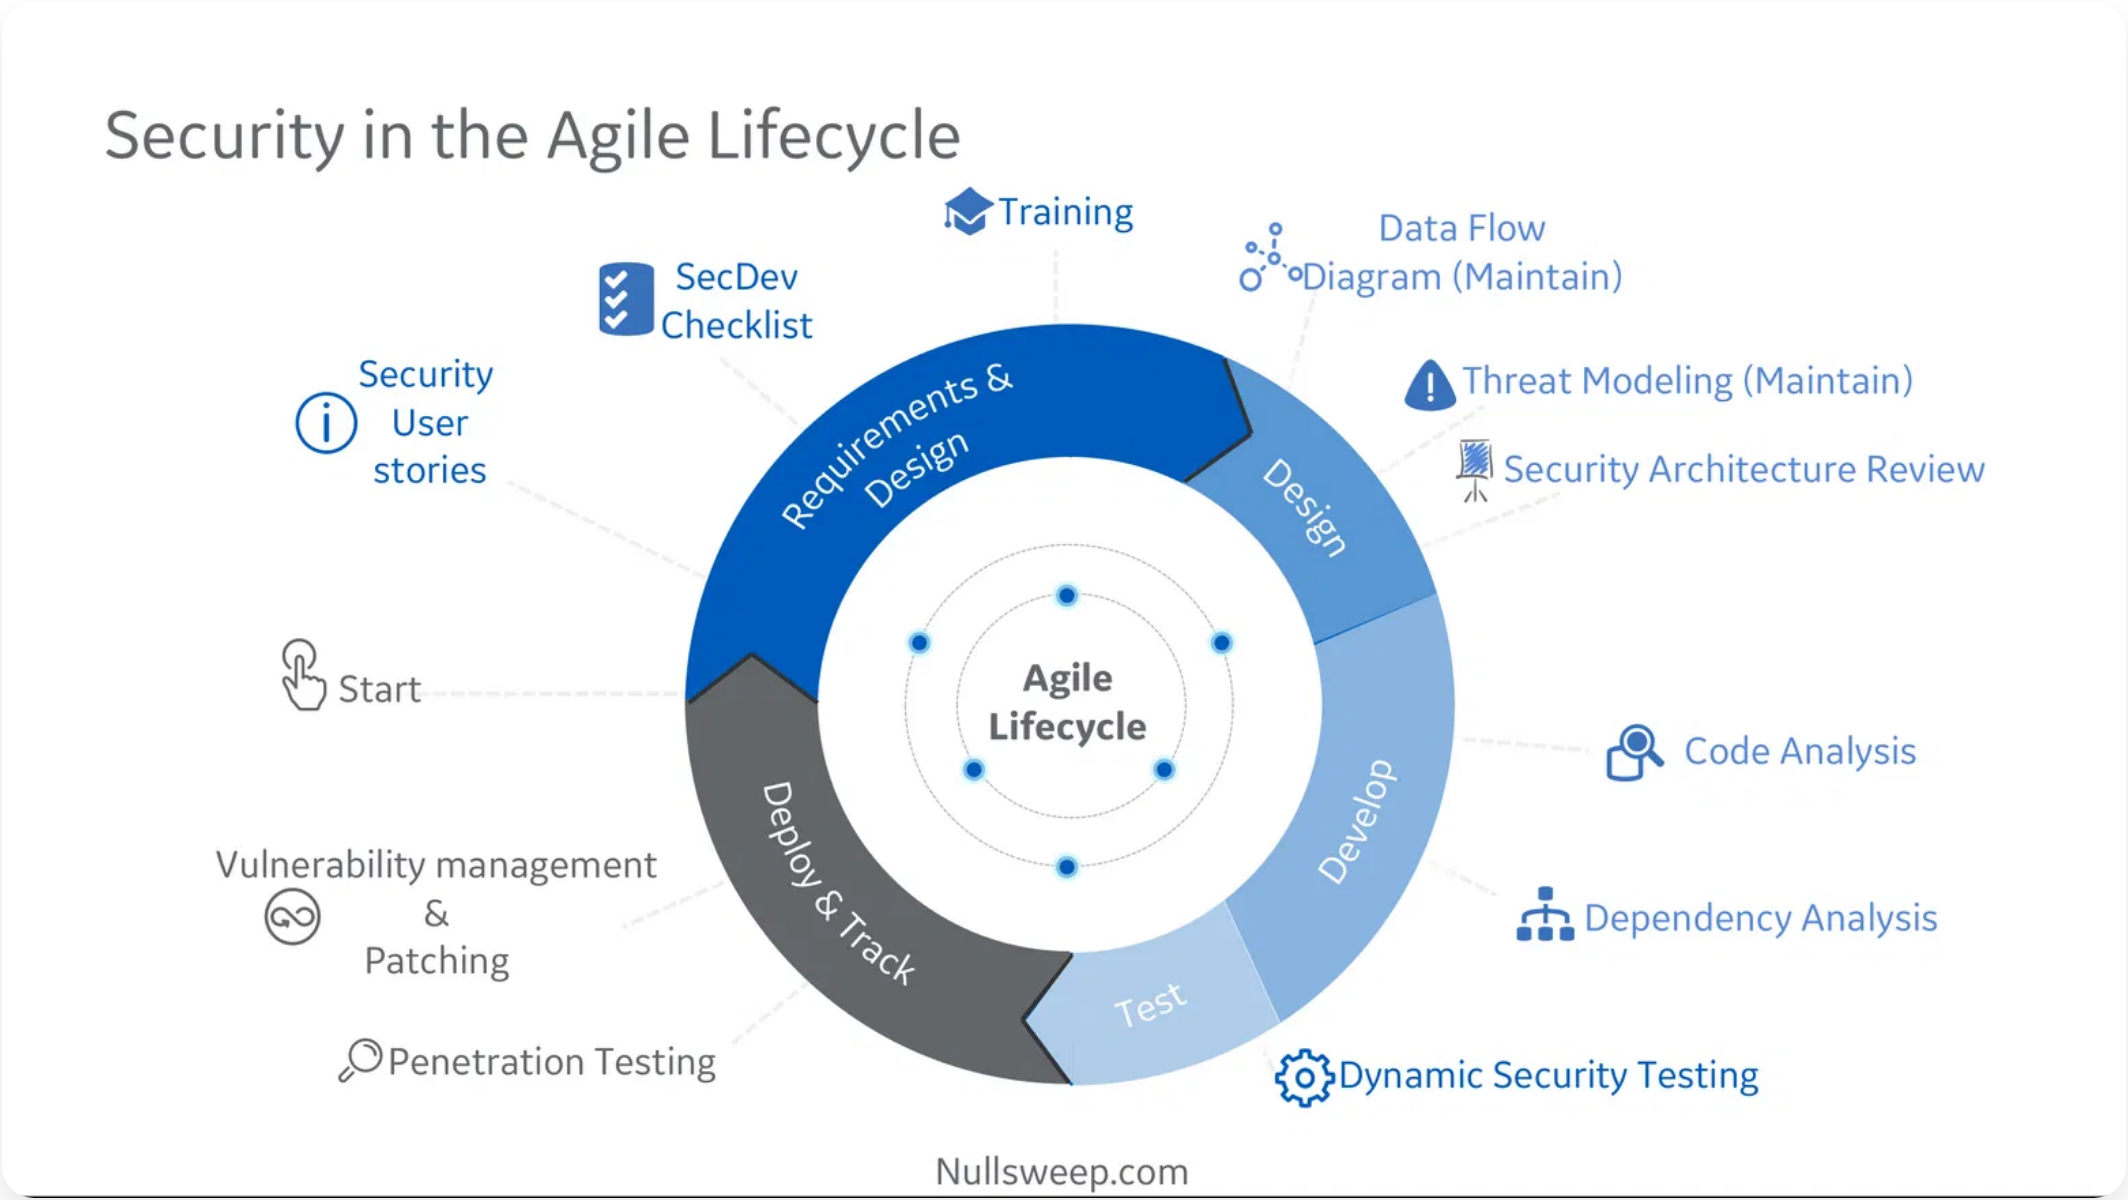 Security in the Agile Lifecycle
Training
Data Flow
Diagram (Maintain)
SecDev
Checklist
Security
User
stories
Threat Modeling (Maintain)
Security Architecture Review
Requirements &
Design
Design
Start
Agile
Lifecycle
Code Analysis
Develop
Dependency Analysis
Vulnerability management
&
Patching
Deploy & Track
Test
Penetration Testing
Dynamic Security Testing
Nullsweep.com